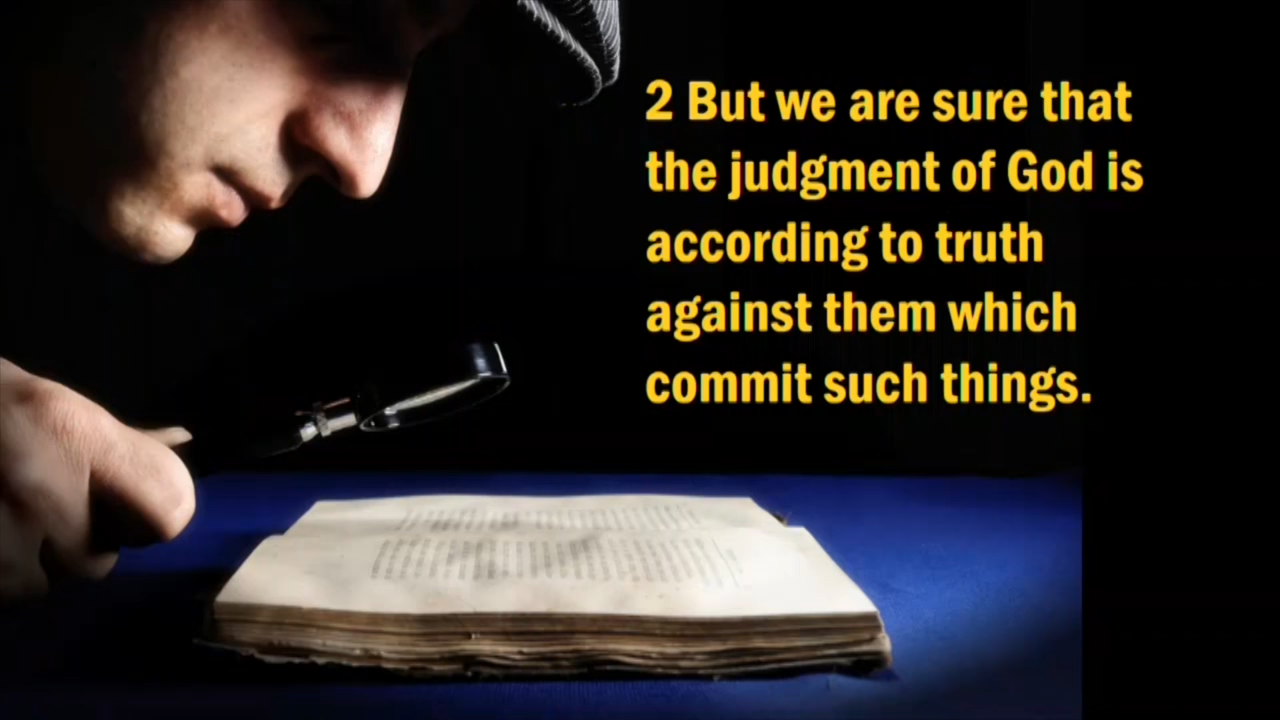 2 But we are sure that
the judgment of God is
according to truth
against them which
commit such things.